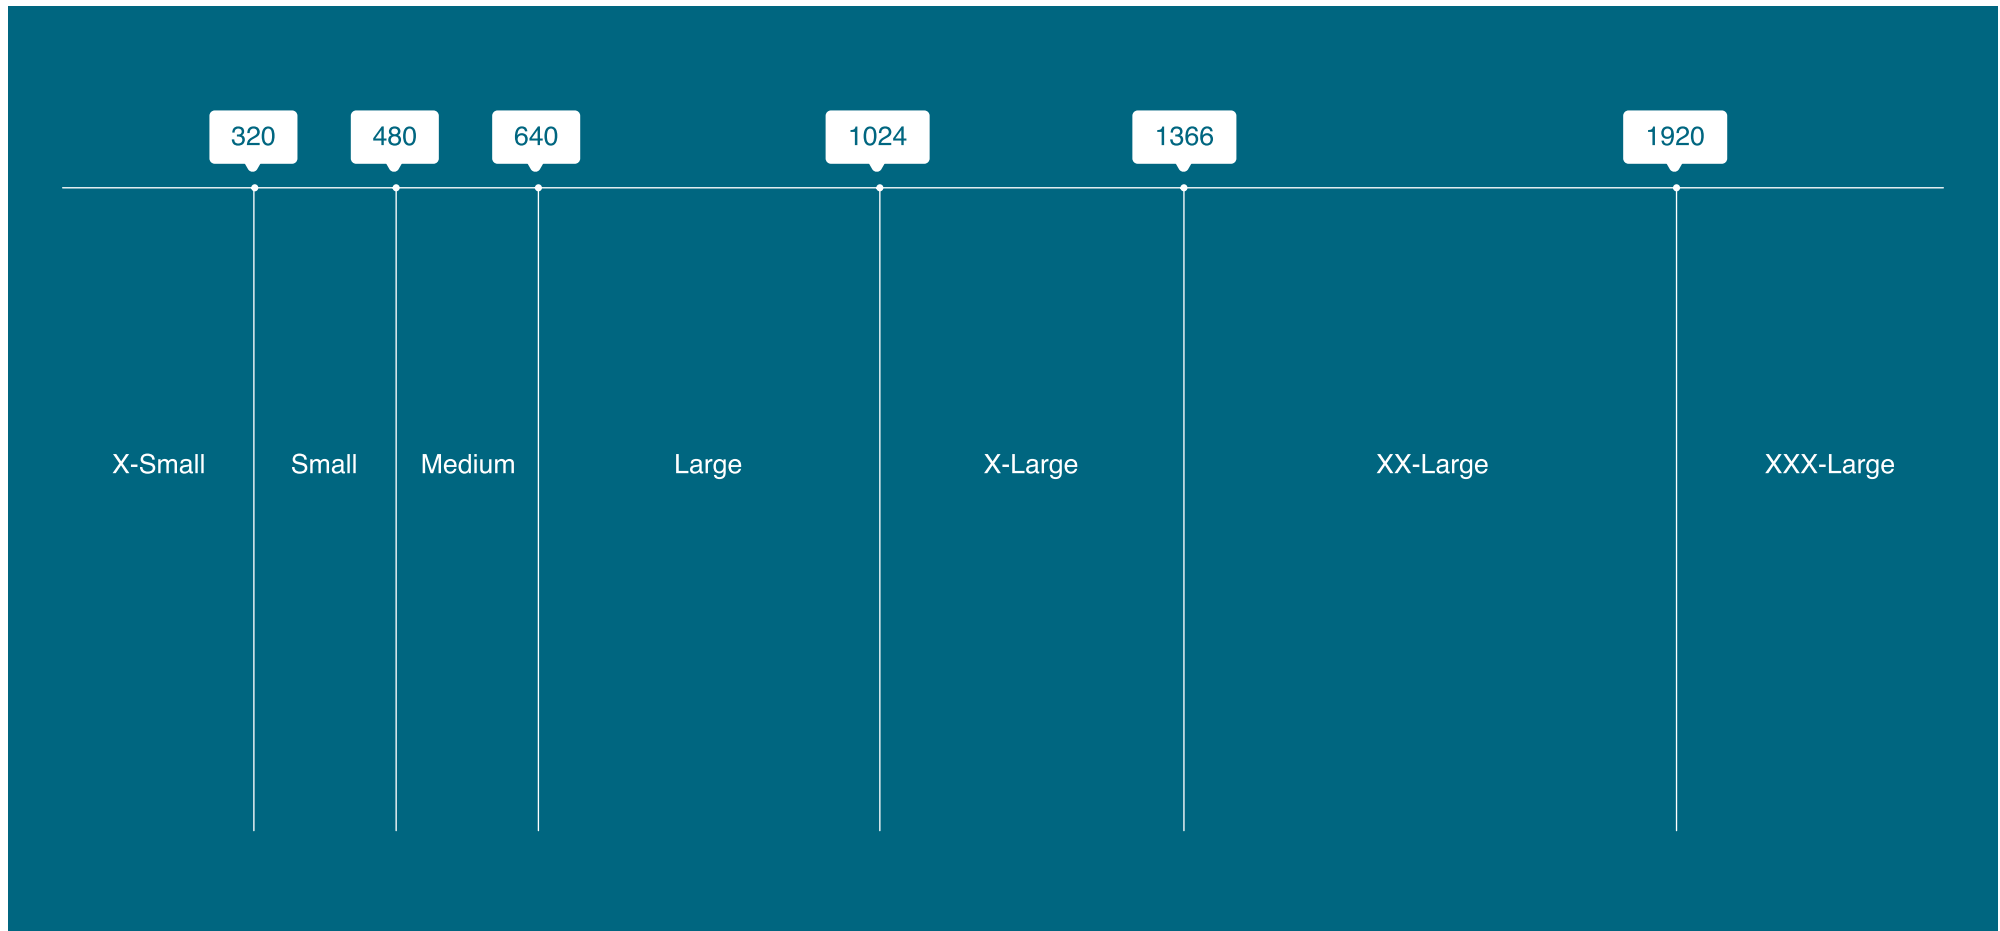 320
480
640
1024
1366
1920
X-Small
Small
Medium
Large
X-Large
XX-Large
XXX-Large